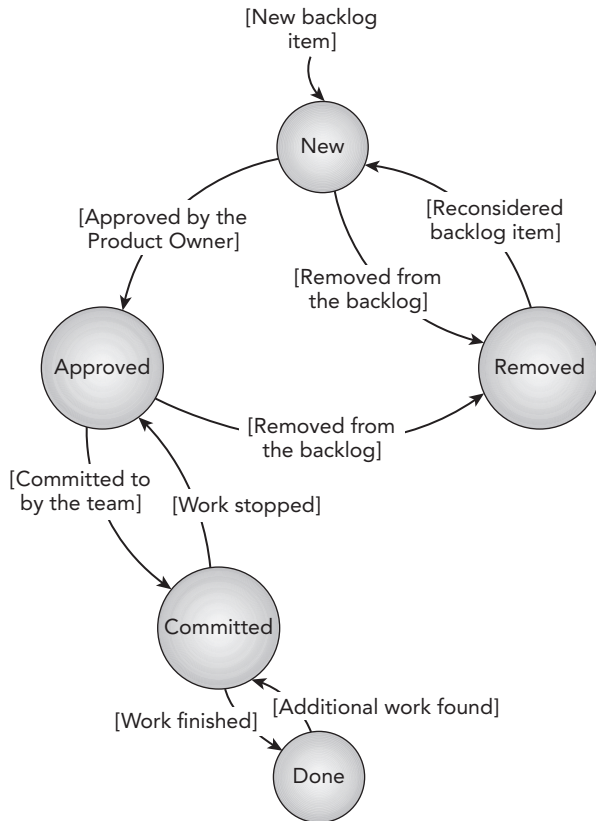 [New backlog
item]
New
[Approved by the
Product Owner]
[Reconsidered
backlog item]
[Removed from
the backlog]
Approved
Removed
[Removed from
the backlog]
[Committed to
by the team]
[Work stopped]
Committed
[Work finished]
[Additional work found]
Done